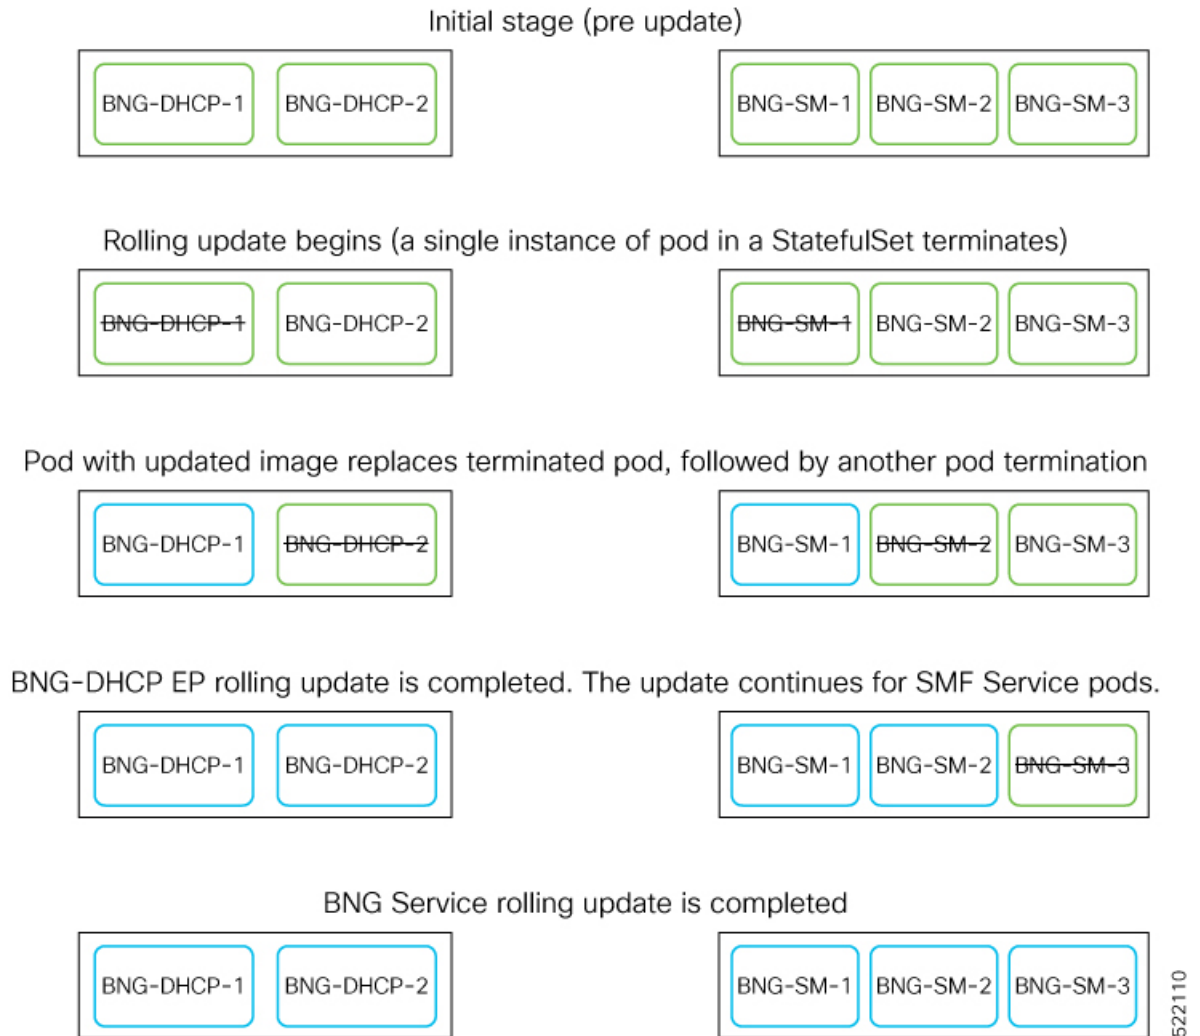 Initial stage (pre update)
BNG-DHCP-1 BNG-DHCP-2 BNG-SM-1 BNG-SM-2 BNG-SM-3
Rolling update begins (a single instance of pod in a StatefulSet terminates)
BNG-DHCP-1 BNG-DHCP-2 BNG-SM-1 BNG-SM-2 BNG-SM-3
Pod with updated image replaces terminated pod, followed by another pod termination
BNG-DHCP-1 BNG-DHCP-2 BNG-SM-1 BNG-SM-2 BNG-SM-3
BNG-DHCP EP rolling update is completed. The update continues for SMF Service pods.
BNG-DHCP-1 BNG-DHCP-2 BNG-SM-1 BNG-SM-2 BNG-SM-3
BNG Service rolling update is completed
BNG-DHCP-1 BNG-DHCP-2 BNG-SM-1 BNG-SM-2 BNG-SM-3
522110